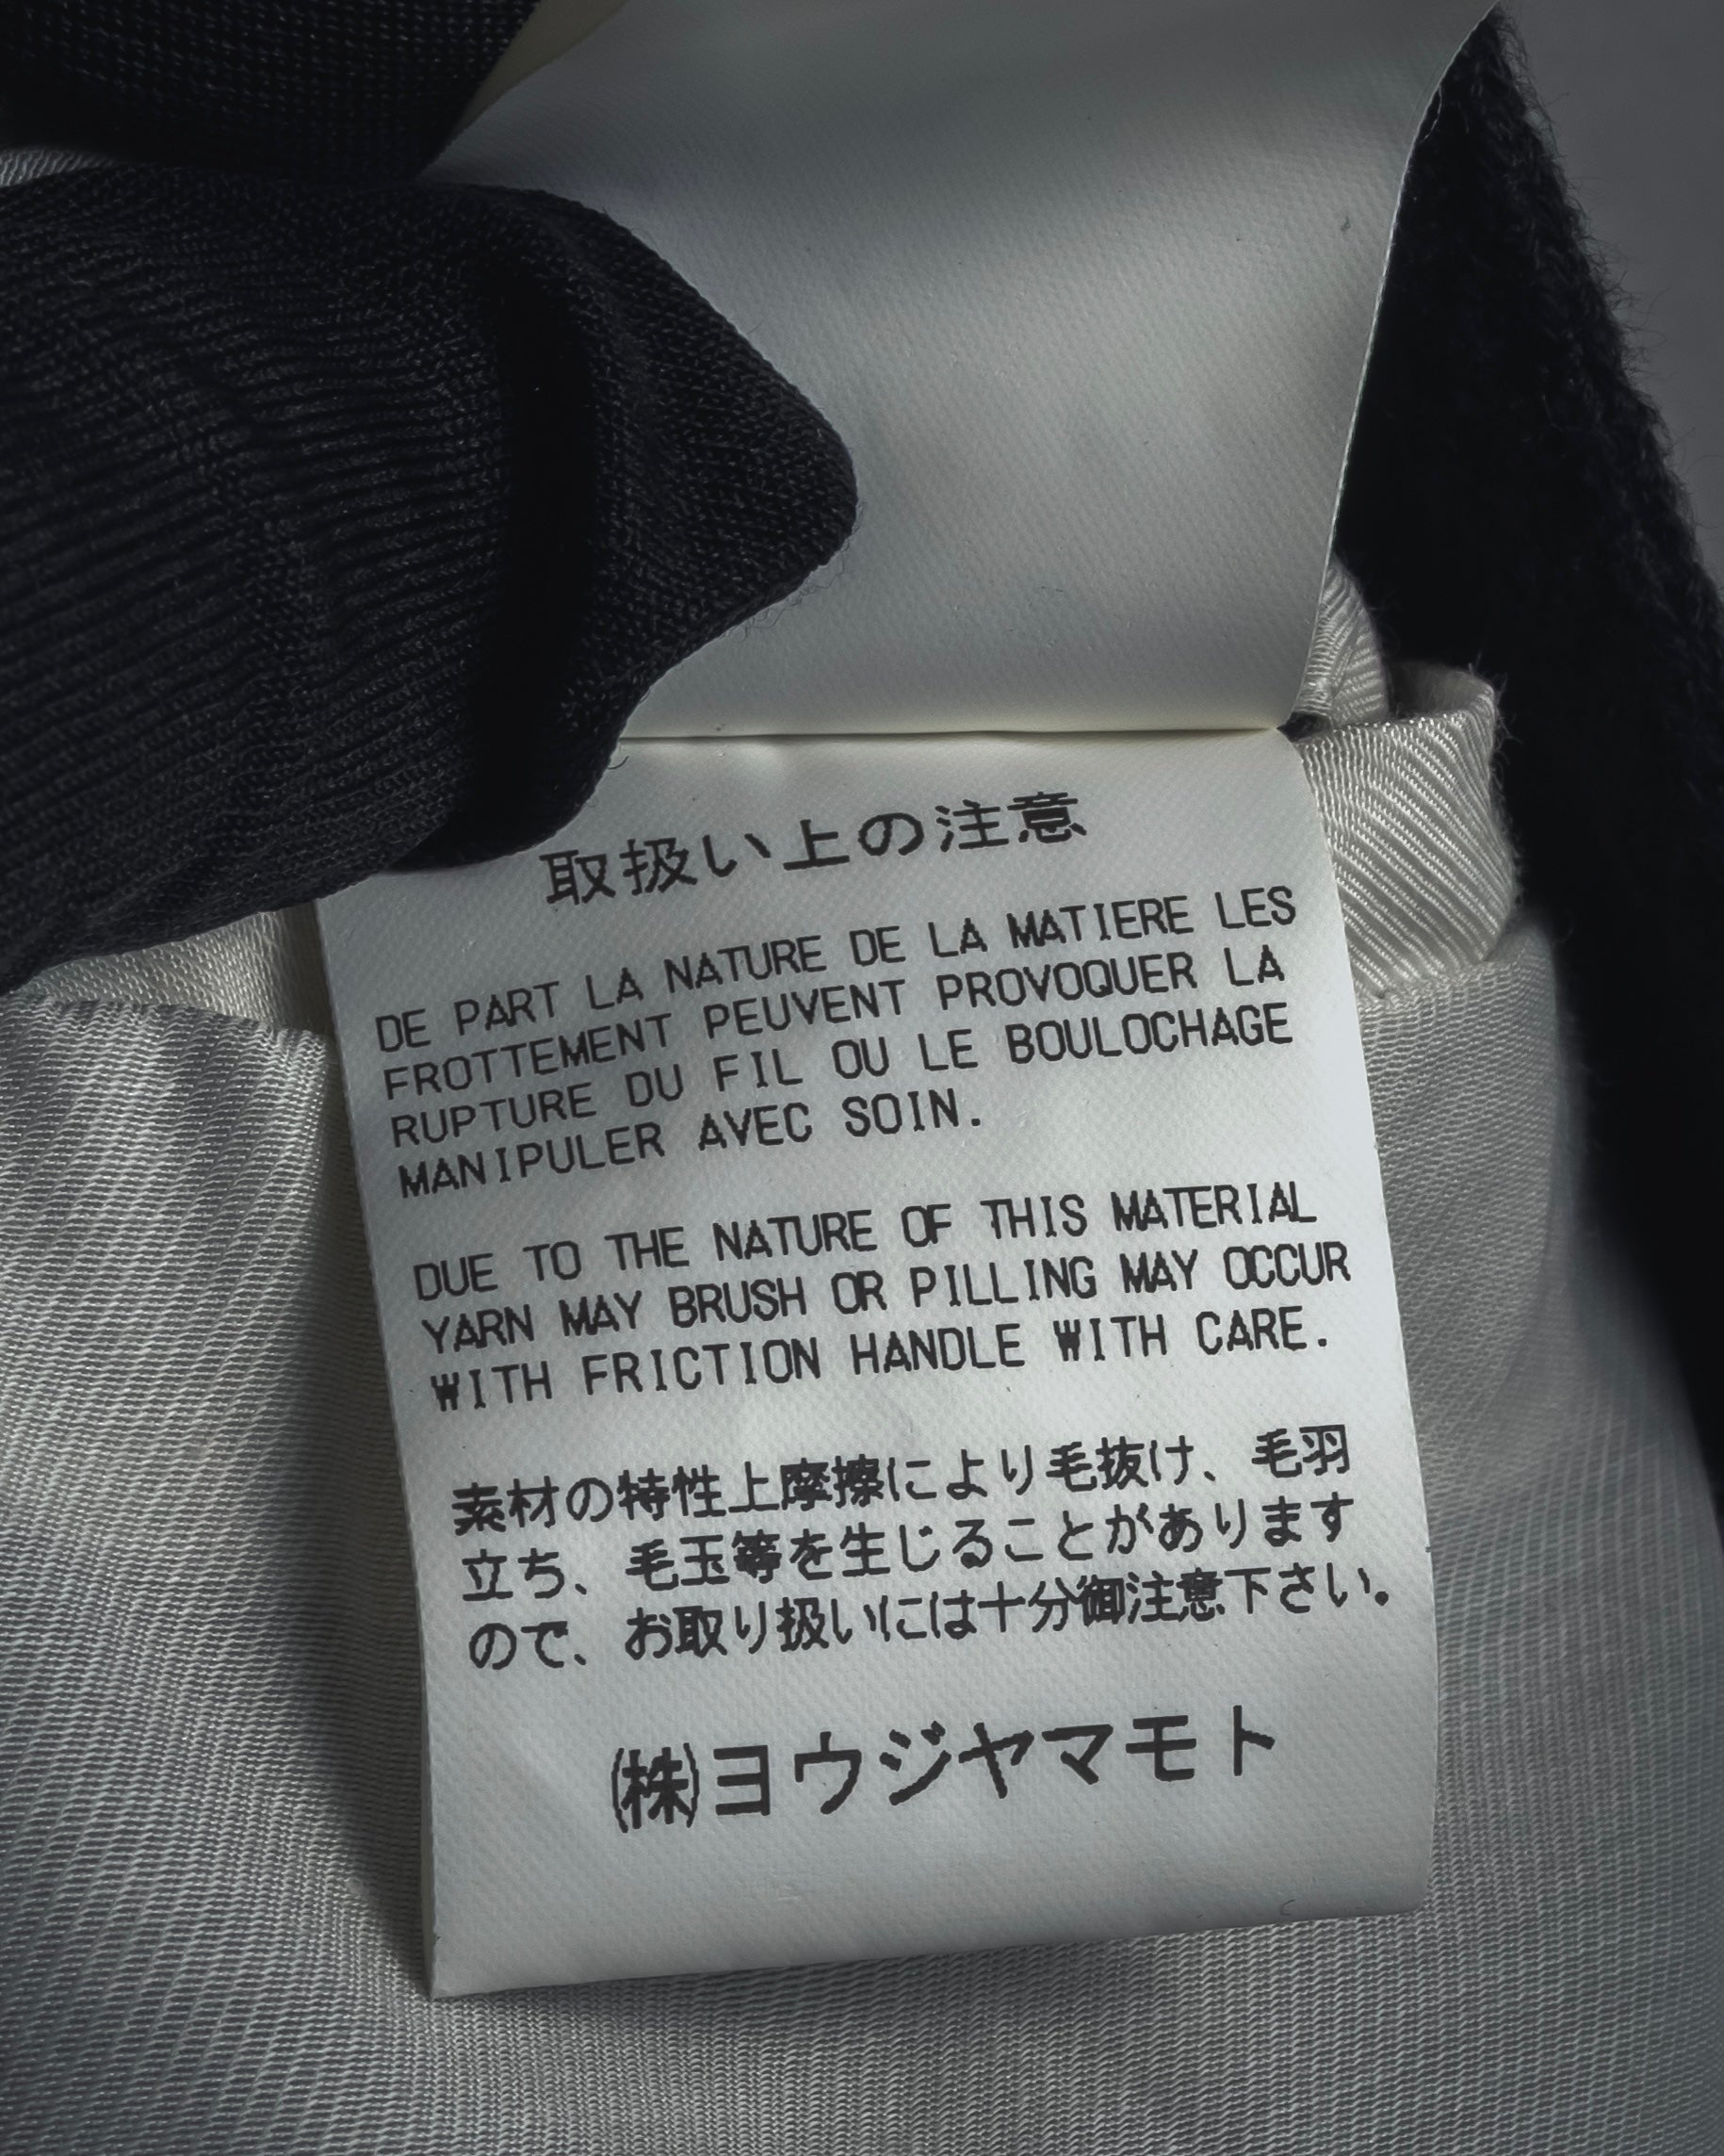 取扱い上の注意
DE PART LA NATURE DE LA MATIERE LES
FROTTEMENT PEUVENT PROVOQUER LA
RUPTURE DU FIL OU LE BOULOCHAGE
MANIPULER AVEC SOIN.
DUE TO THE NATURE OF THIS MATERIAL
YARN MAY BRUSH OR PILLING MAY OCCUR
WITH FRICTION HANDLE WITH CARE.
素材の特性上摩擦により毛抜け、毛羽
立ち、毛玉等を生じることがあります
ので、お取り扱いには十分御注意下さい。
㈱ヨウジヤマモト